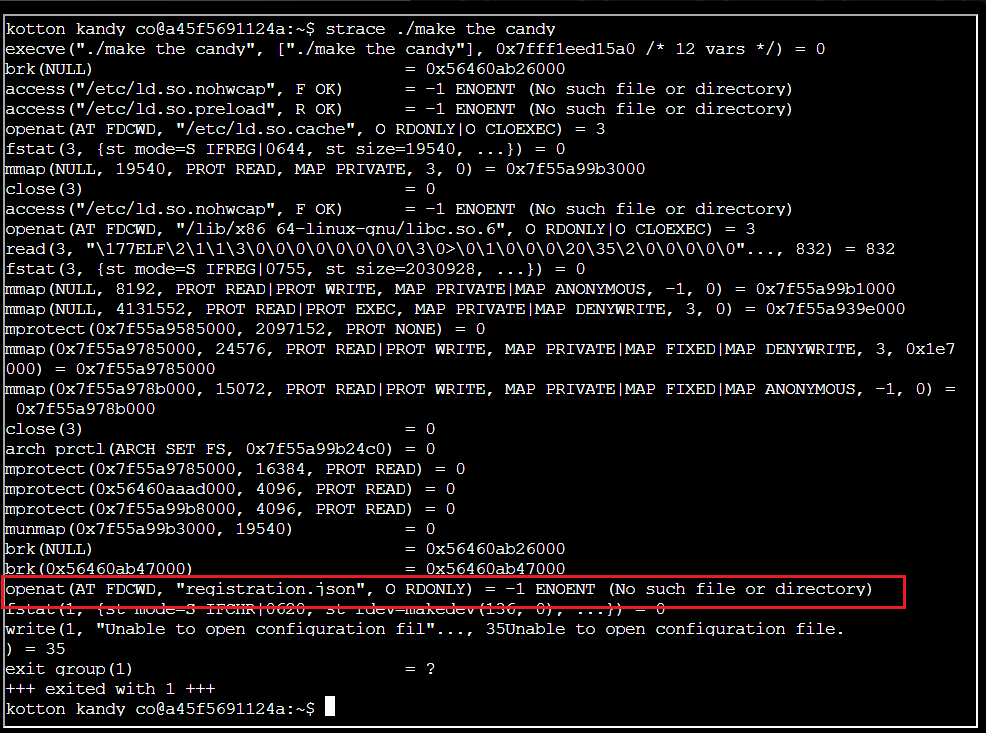 kotton kandy co@a45f5691124a:~$ strace ./make the candy
execve("./make the candy", ["./make the candy"], 0x7fff1eed15a0 /* 12 vars */) = 0
brk(NULL)                               = 0x56460ab26000
access("/etc/ld.so.nohwcap", F OK)      = -1 ENOENT (No such file or directory)
access("/etc/ld.so.preload", R OK)      = -1 ENOENT (No such file or directory)
openat(AT FDCWD, "/etc/ld.so.cache", O RDONLY|O CLOEXEC) = 3
fstat(3, {st mode=S IFREG|0644, st size=19540, ...}) = 0
mmap(NULL, 19540, PROT READ, MAP PRIVATE, 3, 0) = 0x7f55a99b3000
close(3)                                = 0
access("/etc/ld.so.nohwcap", F OK)      = -1 ENOENT (No such file or directory)
openat(AT FDCWD, "/lib/x86 64-linux-gnu/libc.so.6", O RDONLY|O CLOEXEC) = 3
read(3, "\177ELF\2\1\1\3\0\0\0\0\0\0\0\0\3\0>\0\1\0\0\0\20\35\2\0\0\0\0\0"..., 832) = 832
fstat(3, {st mode=S IFREG|0755, st size=2030928, ...}) = 0
mmap(NULL, 8192, PROT READ|PROT WRITE, MAP PRIVATE|MAP ANONYMOUS, -1, 0) = 0x7f55a99b1000
mmap(NULL, 4131552, PROT READ|PROT EXEC, MAP PRIVATE|MAP DENYWRITE, 3, 0) = 0x7f55a939e000
mprotect(0x7f55a9585000, 2097152, PROT NONE) = 0
mmap(0x7f55a9785000, 24576, PROT READ|PROT WRITE, MAP PRIVATE|MAP FIXED|MAP DENYWRITE, 3, 0x1e7
000) = 0x7f55a9785000
mmap(0x7f55a978b000, 15072, PROT READ|PROT WRITE, MAP PRIVATE|MAP FIXED|MAP ANONYMOUS, -1, 0) =
 0x7f55a978b000
close(3)                                = 0
arch prctl(ARCH SET FS, 0x7f55a99b24c0) = 0
mprotect(0x7f55a9785000, 16384, PROT READ) = 0
mprotect(0x56460aaad000, 4096, PROT READ) = 0
mprotect(0x7f55a99b8000, 4096, PROT READ) = 0
munmap(0x7f55a99b3000, 19540)           = 0
brk(NULL)                               = 0x56460ab26000
brk(0x56460ab47000)                     = 0x56460ab47000
openat(AT FDCWD, "registration.json", O RDONLY) = -1 ENOENT (No such file or directory)
fstat(1, {st mode=S IFCHR|0620, st rdev=makedev(136, 0), ...}) = 0
write(1, "Unable to open configuration fil"..., 35Unable to open configuration file.
) = 35
exit group(1)                           = ?
+++ exited with 1 +++
kotton kandy co@a45f5691124a:~$